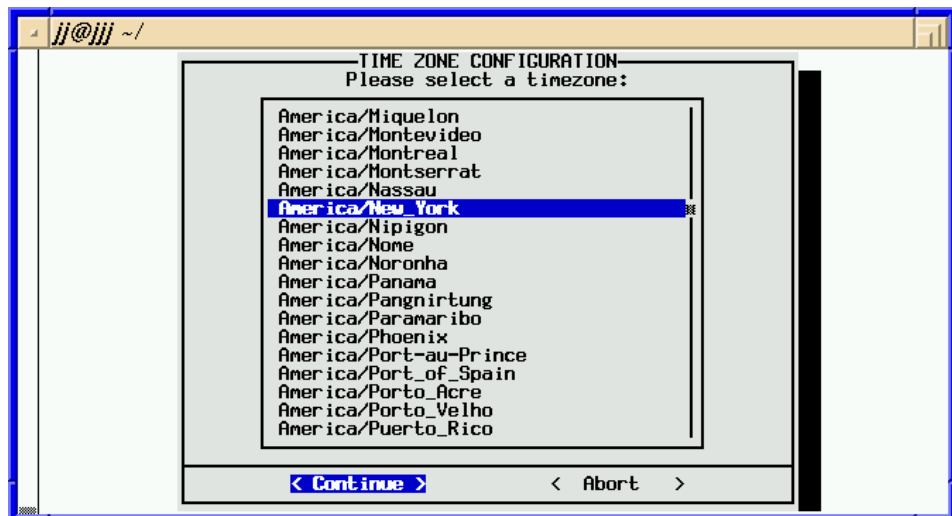 jj@jjj ~/
TIME ZONE CONFIGURATION
Please select a timezone:
America/Miquelon
America/Montevideo
America/Montreal
America/Montserrat
America/Nassau
America/New_York
America/Nipigon
America/Nome
America/Noronha
America/Panama
America/Pangnirtung
America/Paramaribo
America/Phoenix
America/Port-au-Prince
America/Port_of_Spain
America/Porto_Acre
America/Porto_Velho
America/Puerto_Rico
< Continue > < Abort >